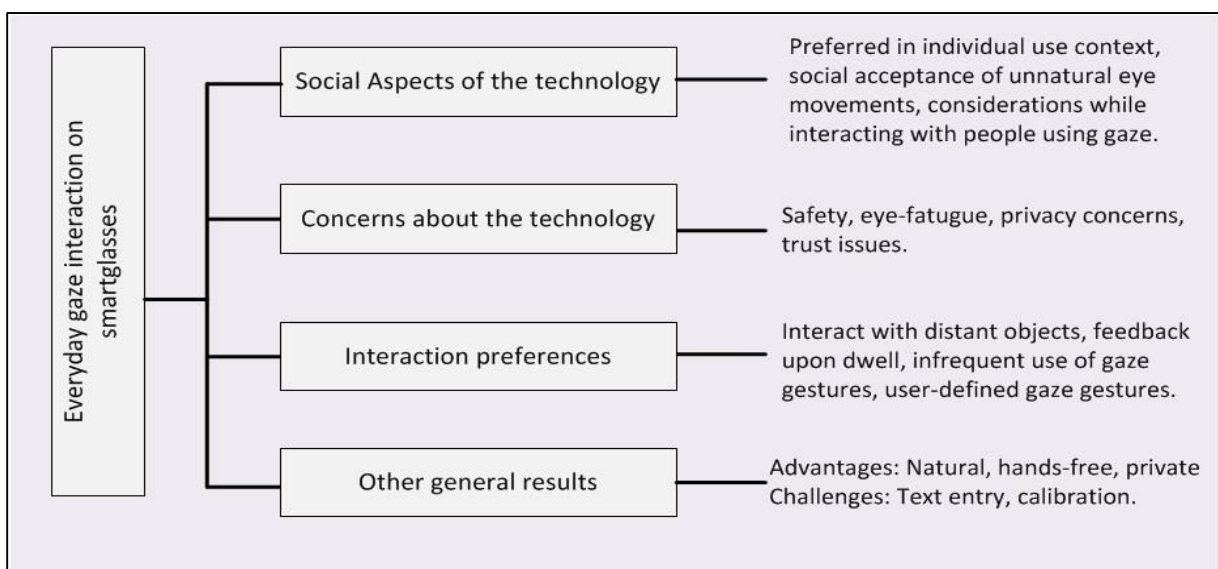 Everyday gaze interaction on
smartglasses
Social Aspects of the technology
Preferred in individual use context,
social acceptance of unnatural eye
movements, considerations while
interacting with people using gaze.
Concerns about the technology
Safety, eye-fatugue, privacy concerns,
trust issues.
Interaction preferences
Interact with distant objects, feedback
upon dwell, infrequent use of gaze
gestures, user-defined gaze gestures.
Other general results
Advantages: Natural, hands-free, private
Challenges: Text entry, calibration.